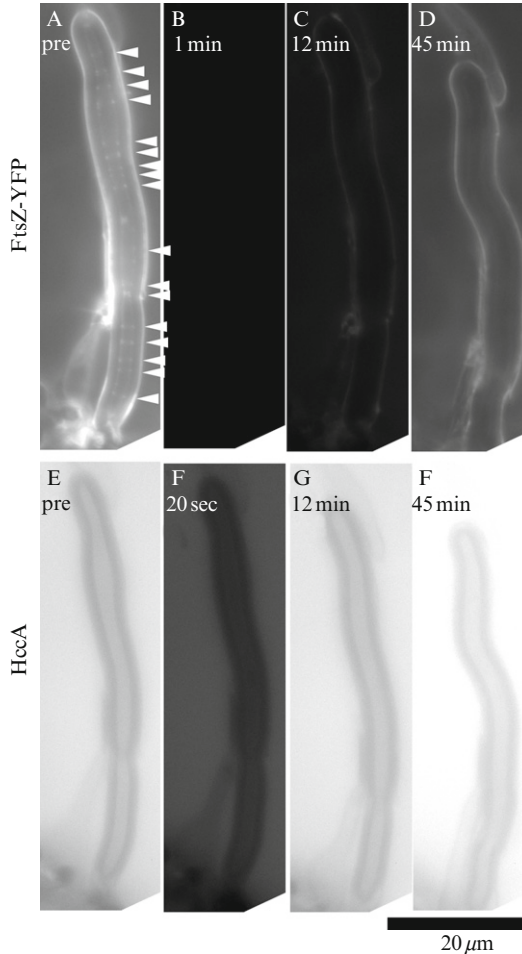 A
pre
B
1 min
C
12 min
D
45 min
FtsZ-YFP
E
pre
F
20 sec
G
12 min
F
45 min
HccA
20 μm